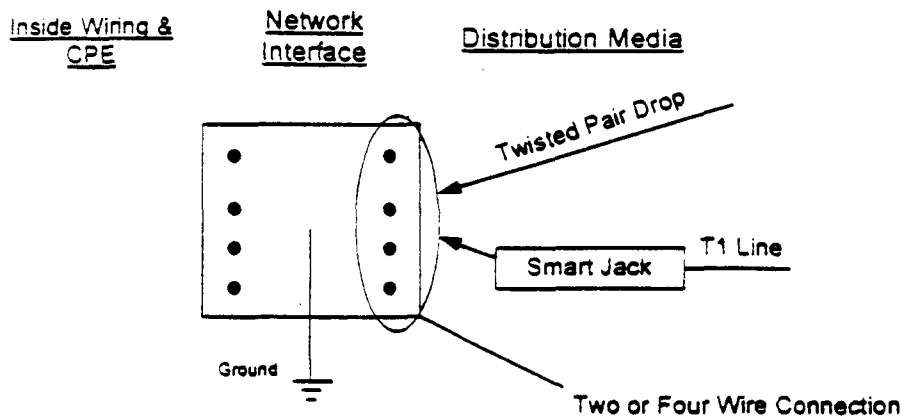 Inside Wiring &
CPE
Network
Interface
Distribution Media
Twisted Pair Drop
T1 Line
Smart Jack
Ground
Two or Four Wire Connection